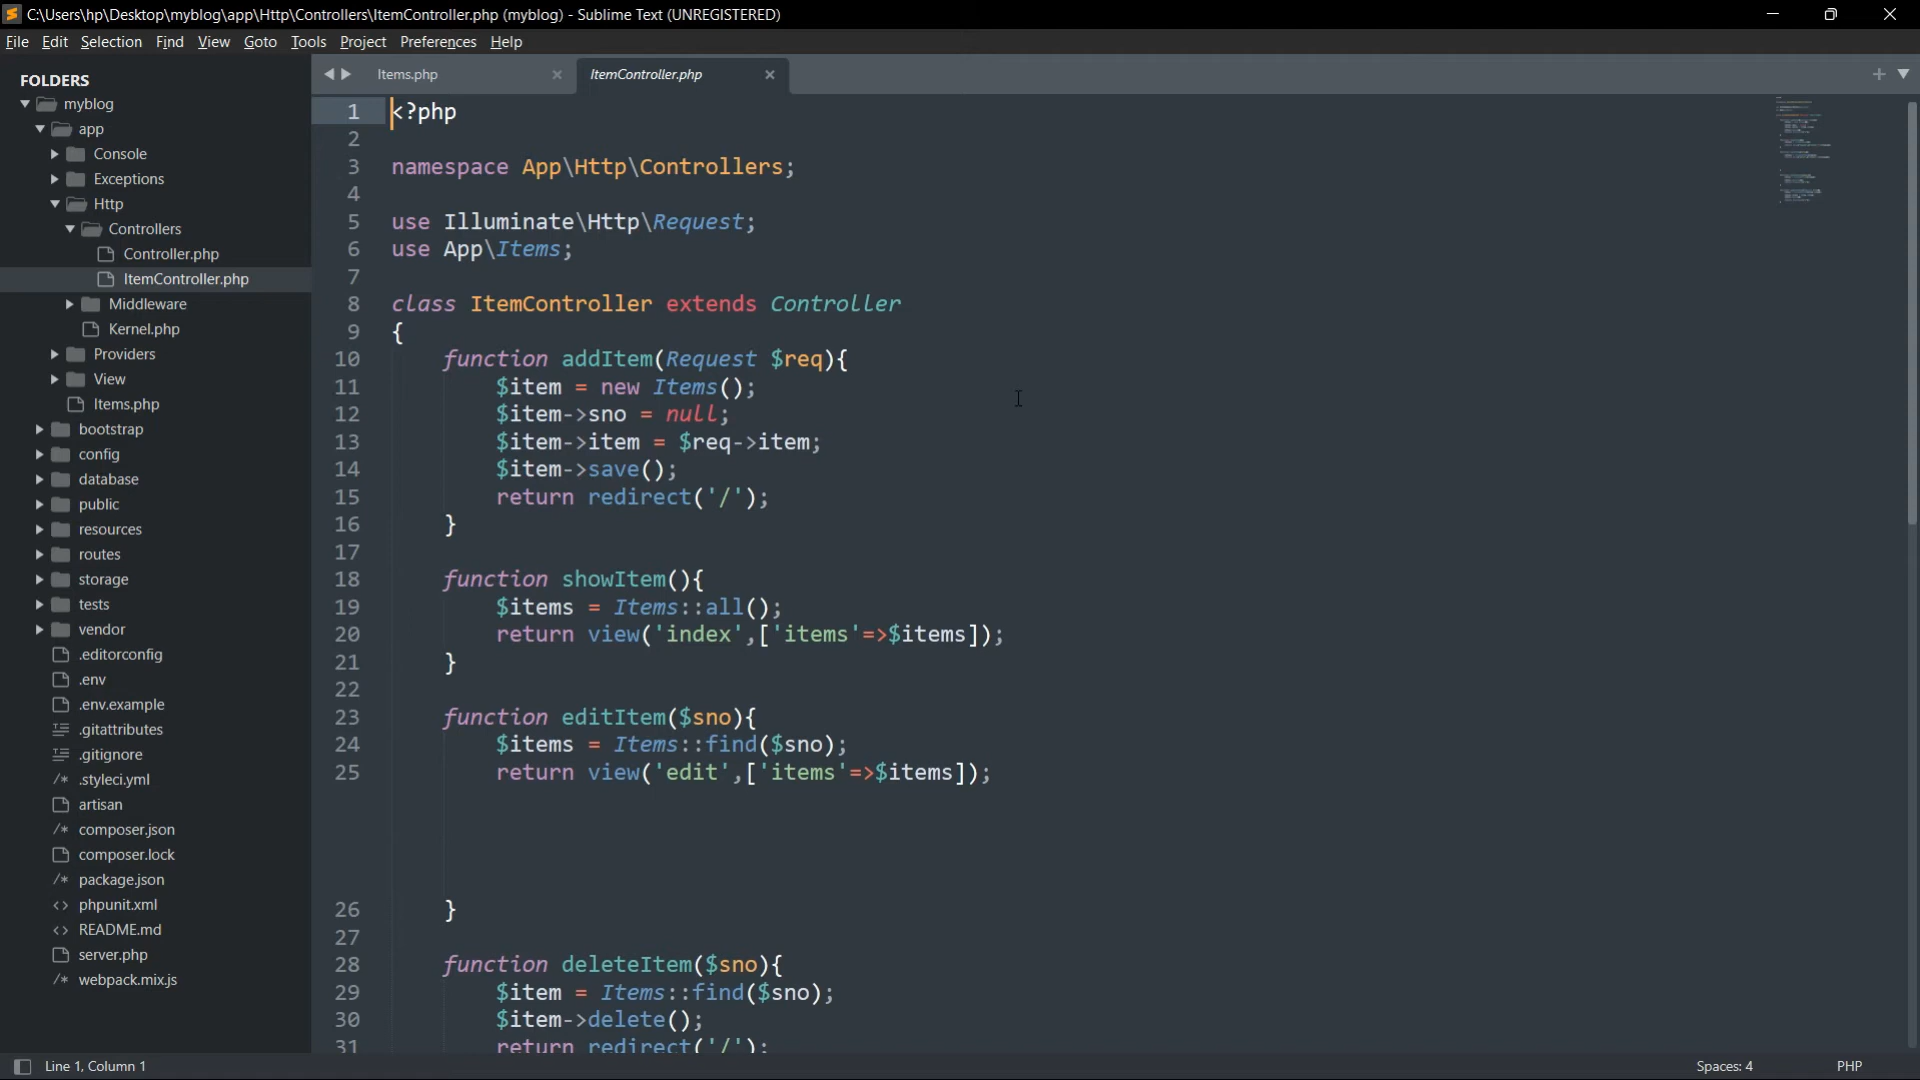 C:\Users\hp\Desktop\myblog\app\Http\Controllers\ItemController.php (myblog) - Sublime Text (UNREGISTERED)
File Edit Selection Find View Goto Tools Project Preferences Help
FOLDERS
myblog
app
Console
Exceptions
Http
Controllers
Controller.php
ItemController.php
Middleware
Kernel.php
Providers
View
Items.php
bootstrap
config
database
public
resources
routes
storage
tests
vendor
.editorconfig
.env
.env.example
.gitattributes
.gitignore
/* .styleci.yml
artisan
/* composer.json
composer.lock
/* package.json
<> phpunit.xml
<> README.md
server.php
/* webpack.mix.js
Items.php ItemController.php
1 <?php
2
3 namespace App\Http\Controllers;
4
5 use Illuminate\Http\Request;
6 use App\Items;
7
8 class ItemController extends Controller
9 {
10 function addItem(Request $req){
11 $item = new Items();
12 $item->sno = null;
13 $item->item = $req->item;
14 $item->save();
15 return redirect('/');
16 }
17
18 function showItem(){
19 $items = Items::all();
20 return view('index',['items'=>$items]);
21 }
22
23 function editItem($sno){
24 $items = Items::find($sno);
25 return view('edit',['items'=>$items]);
26 }
27
28 function deleteItem($sno){
29 $item = Items::find($sno);
30 $item->delete();
31 return redirect('/');
Line 1, Column 1
Spaces: 4
PHP